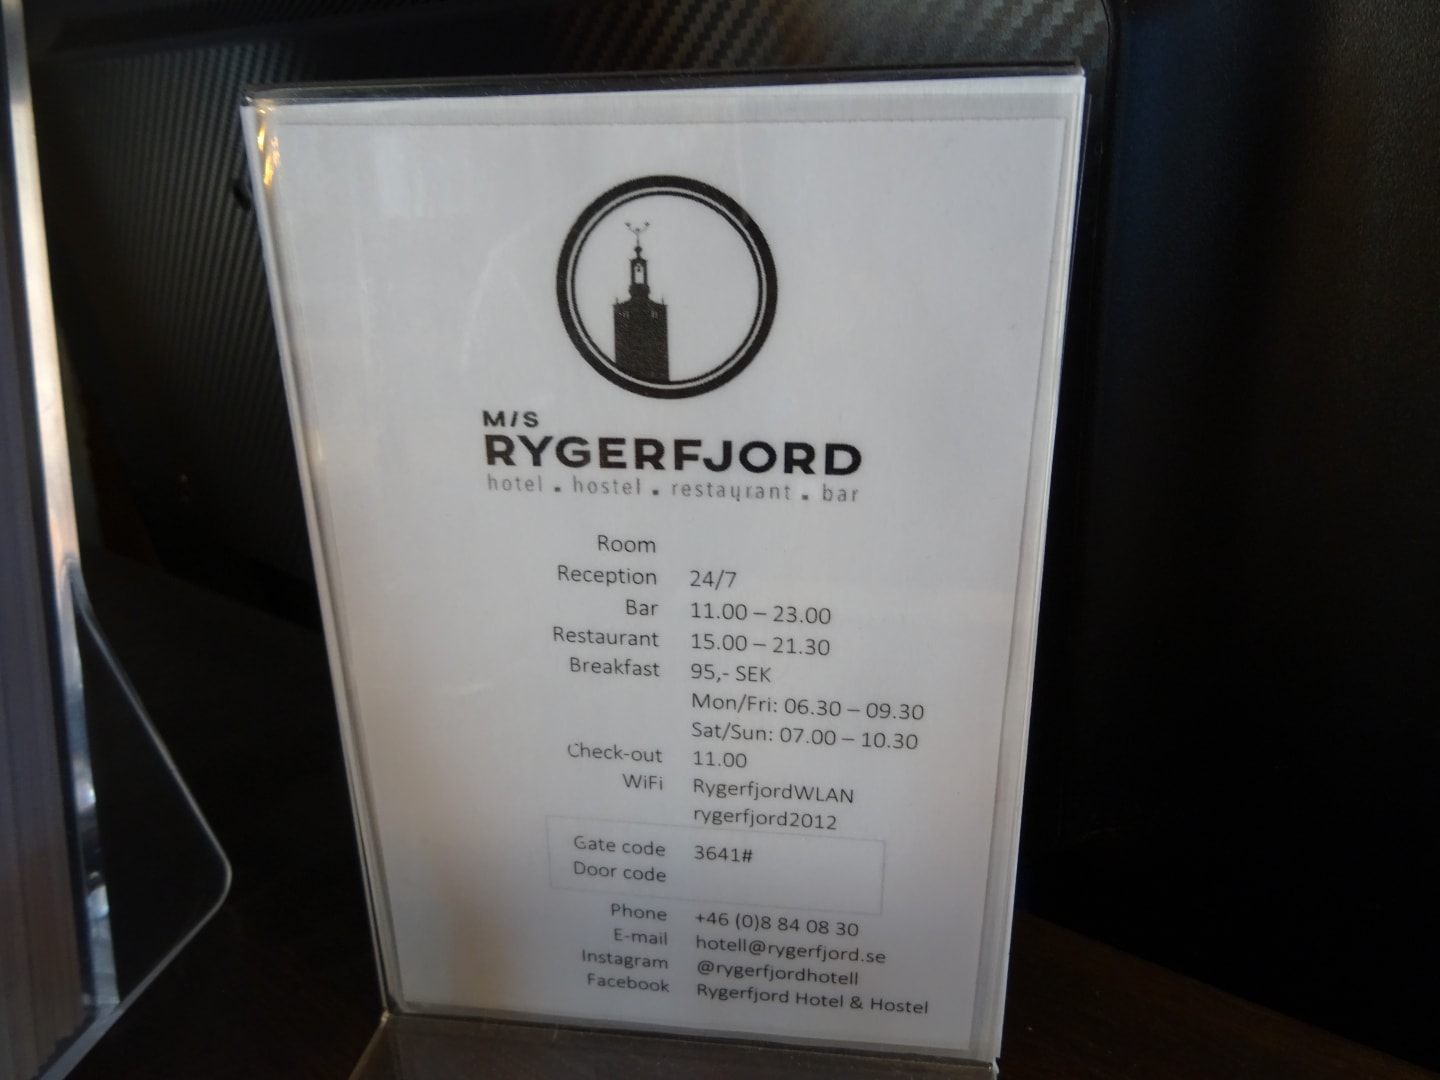 M/S
RYGERFJORD
hotel . hostel . restaurant . bar
Room
Reception 24/7
Bar 11.00 – 23.00
Restaurant 15.00 – 21.30
Breakfast 95,- SEK
Mon/Fri: 06.30 – 09.30
Sat/Sun: 07.00 – 10.30
Check-out 11.00
WiFi RygerfjordWLAN
rygerfjord2012
Gate code 3641#
Door code
Phone +46 (0)8 84 08 30
E-mail hotell@rygerfjord.se
Instagram @rygerfjordhotell
Facebook Rygerfjord Hotel & Hostel